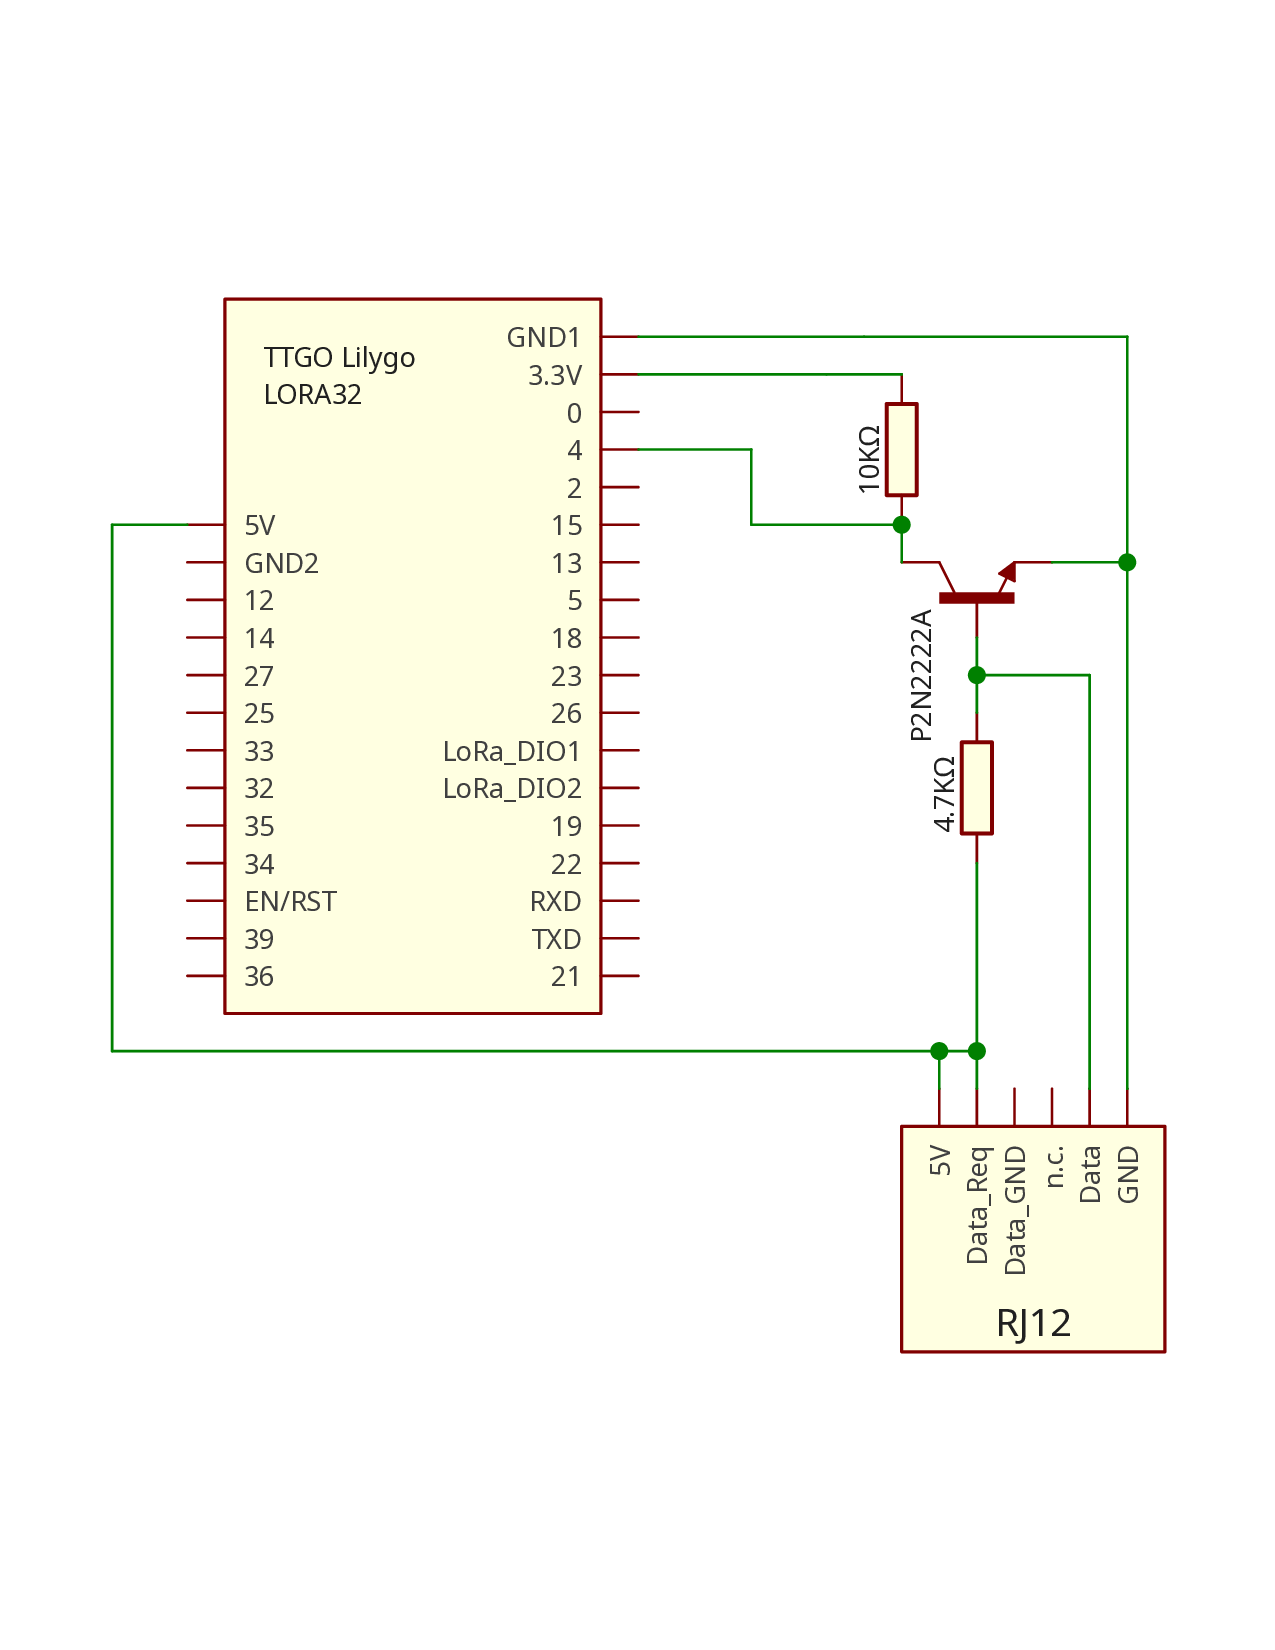 TTGO Lilygo
LORA32
5V
GND2
12
14
27
25
33
32
35
34
EN/RST
39
36
GND1
3.3V
0
4
2
15
13
5
18
23
26
LoRa_DIO1
LoRa_DIO2
19
22
RXD
TXD
21
10KΩ
P2N2222A
4.7KΩ
5V
Data_Req
Data_GND
n.c.
Data
GND
RJ12